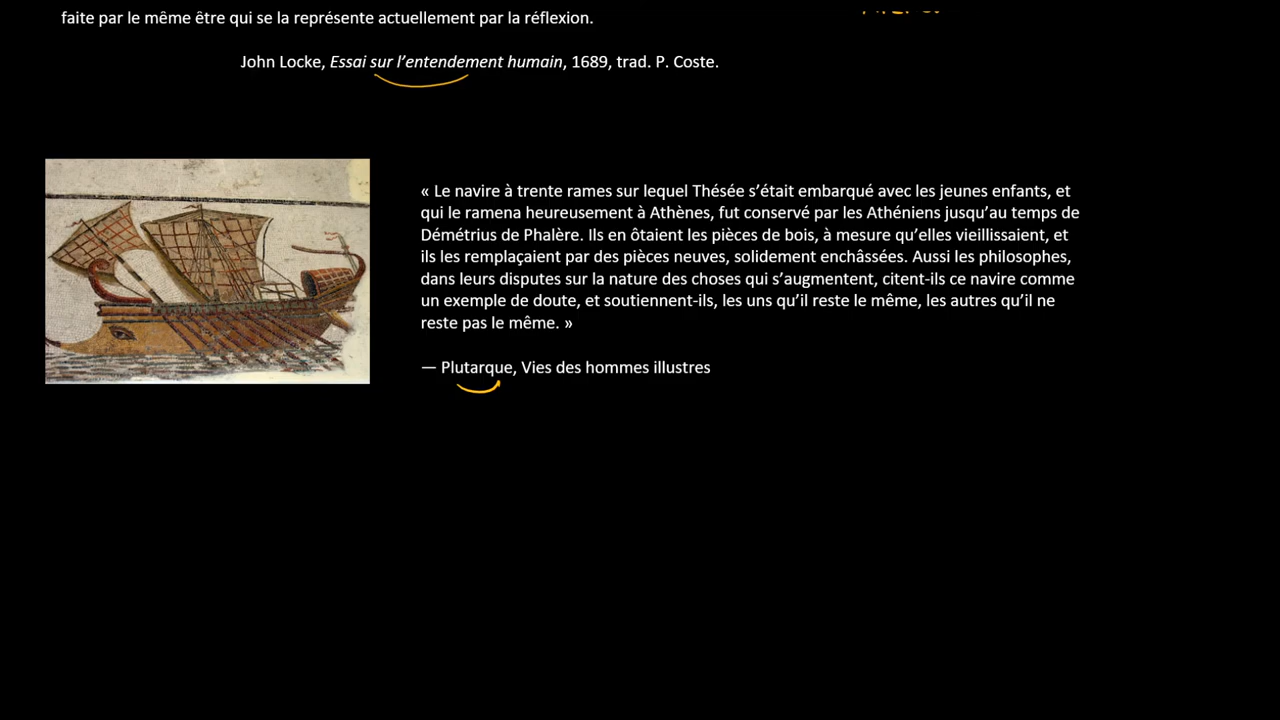 faite par le même être qui se la représente actuellement par la réflexion.
John Locke, Essai sur l’entendement humain, 1689, trad. P. Coste.
« Le navire à trente rames sur lequel Thésée s’était embarqué avec les jeunes enfants, et
qui le ramena heureusement à Athènes, fut conservé par les Athéniens jusqu’au temps de
Démétrius de Phalère. Ils en ôtaient les pièces de bois, à mesure qu’elles vieillissaient, et
ils les remplaçaient par des pièces neuves, solidement enchâssées. Aussi les philosophes,
dans leurs disputes sur la nature des choses qui s’augmentent, citent-ils ce navire comme
un exemple de doute, et soutiennent-ils, les uns qu’il reste le même, les autres qu’il ne
reste pas le même. »
— Plutarque, Vies des hommes illustres